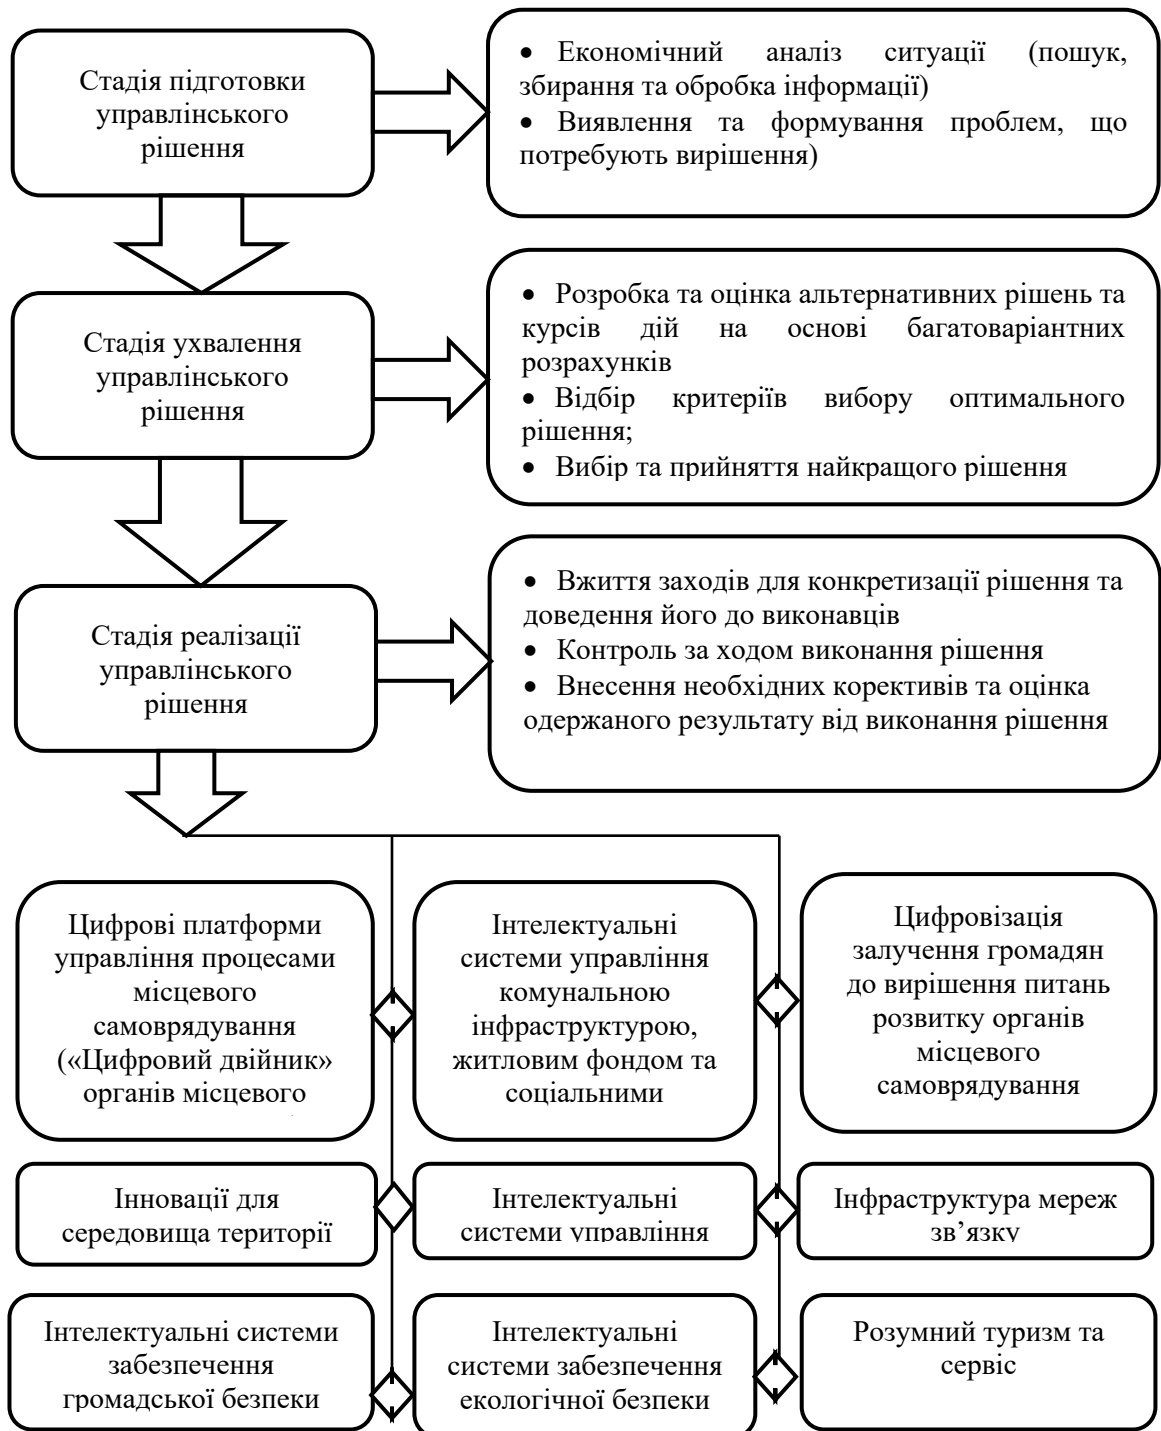 Стадія підготовки
управлінського
рішення
• Економічний аналіз ситуації (пошук,
збирання та обробка інформації)
• Виявлення та формування проблем, що
потребують вирішення)
Стадія ухвалення
управлінського
рішення
• Розробка та оцінка альтернативних рішень та
курсів дій на основі багатоваріантних
розрахунків
• Відбір критеріїв вибору оптимального
рішення;
• Вибір та прийняття найкращого рішення
Стадія реалізації
управлінського
рішення
• Вжиття заходів для конкретизації рішення та
доведення його до виконавців
• Контроль за ходом виконання рішення
• Внесення необхідних корективів та оцінка
одержаного результату від виконання рішення
Цифрові платформи
управління процесами
місцевого
самоврядування
(«Цифровий двійник»
органів місцевого
Інтелектуальні
системи управління
комунальною
інфраструктурою,
житловим фондом та
соціальними
Цифровізація
залучення громадян
до вирішення питань
розвитку органів
місцевого
самоврядування
Інновації для
середовища території
Інтелектуальні
системи управління
Інфраструктура мереж
зв’язку
Інтелектуальні системи
забезпечення
громадської безпеки
Інтелектуальні
системи забезпечення
екологічної безпеки
Розумний туризм та
сервіс